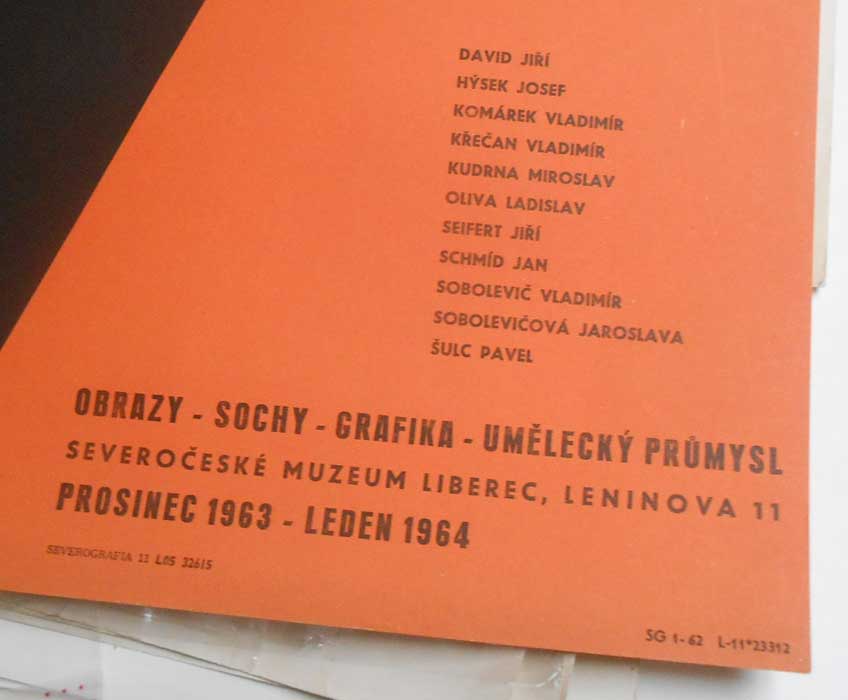 DAVID JIŘÍ
HÝSEK JOSEF
KOMÁREK VLADIMÍR
KŘEČAN VLADIMÍR
KUDRNA MIROSLAV
OLIVA LADISLAV
SEIFERT JIŘÍ
SCHMÍD JAN
SOBOLEVIČ VLADIMÍR
SOBOLEVIČOVÁ JAROSLAVA
ŠULC PAVEL
OBRAZY - SOCHY - GRAFIKA - UMĚLECKÝ PRŮMYSL
SEVEROČESKÉ MUZEUM LIBEREC, LENINOVA 11
PROSINEC 1963 - LEDEN 1964
SEVEROGRAFIA 13 L05 32615
SG 1-62 L-11*23312